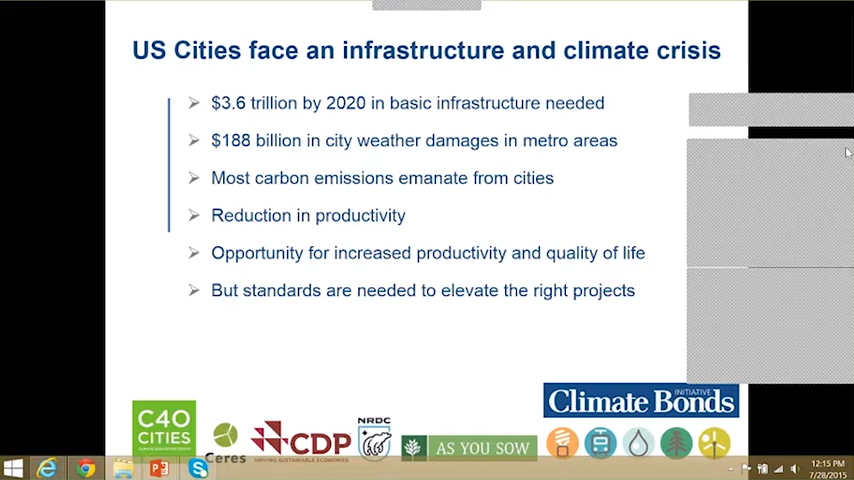 US Cities face an infrastructure and climate crisis
$3.6 trillion by 2020 in basic infrastructure needed
$188 billion in city weather damages in metro areas
Most carbon emissions emanate from cities
Reduction in productivity
Opportunity for increased productivity and quality of life
But standards are needed to elevate the right projects
INITIATIVE
Climate Bonds
C40
CITIES
Ceres
CDP
DRIVING SUSTAINABLE ECONOMIES
NRDC
AS YOU SOW
12:15 PM
7/28/2015